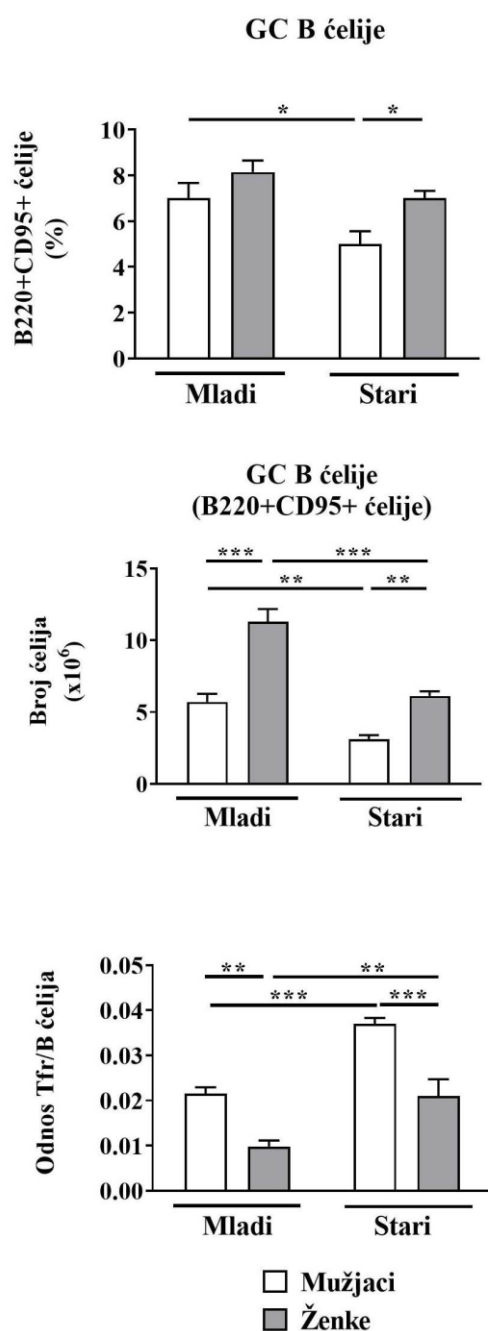 GC B ćelije
* *
B220+CD95+ ćelije
(%)
10
8
6
4
2
0
Mladi Stari
GC B ćelije
(B220+CD95+ ćelije)
*** ***
** **
Broj ćelija
(x10⁶)
15
10
5
0
Mladi Stari
** **
*** ***
Odnos Tfr/B ćelija
0.05
0.04
0.03
0.02
0.01
0.00
Mladi Stari
Mužjaci
Ženke